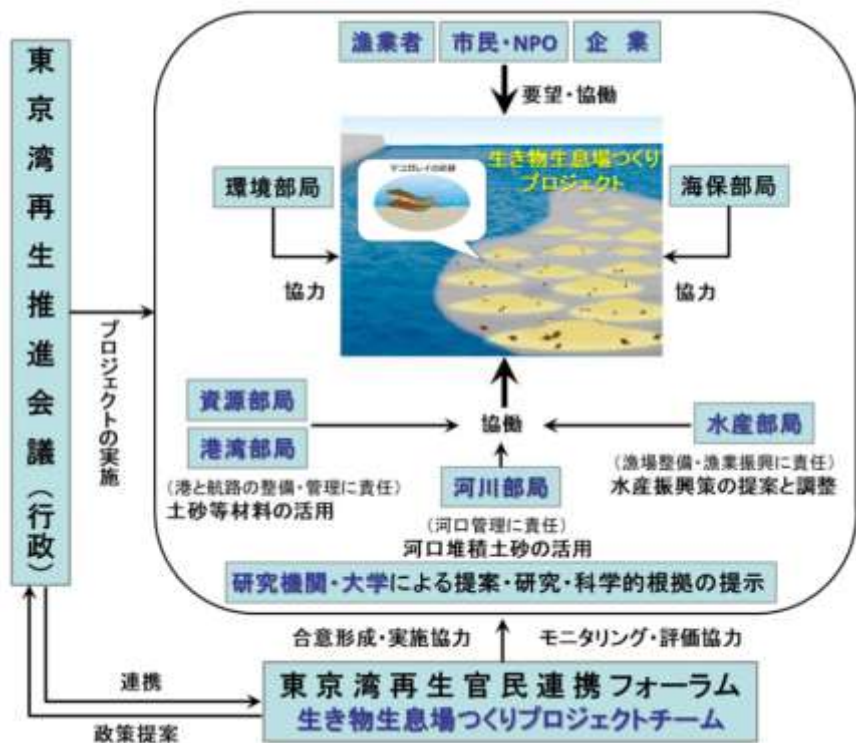 東京湾再生推進会議（行政）
漁業者
市民・NPO
企業
要望・協働
生き物生息場つくり
プロジェクト
マコガレイの産卵
環境部局
海保部局
協力
協力
プロジェクトの実施
資源部局
港湾部局
（港と航路の整備・管理に責任）
土砂等材料の活用
協働
水産部局
（漁場整備・漁業振興に責任）
水産振興策の提案と調整
河川部局
（河口管理に責任）
河口堆積土砂の活用
研究機関・大学による提案・研究・科学的根拠の提示
合意形成・実施協力
モニタリング・評価協力
連携
政策提案
東京湾再生官民連携フォーラム
生き物生息場つくりプロジェクトチーム